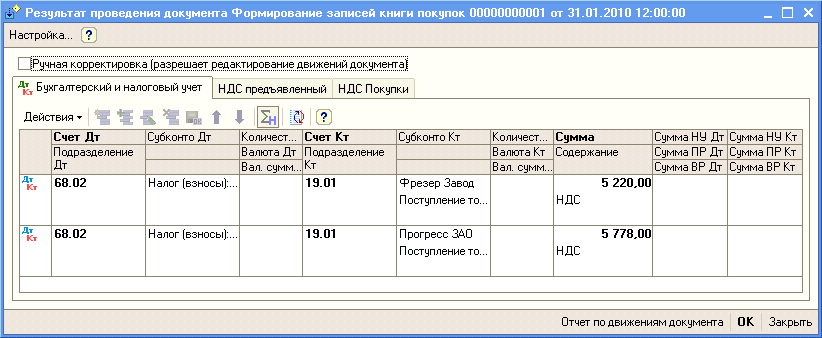 Результат проведения документа Формирование записей книги покупок 00000000001 от 31.01.2010 12:00:00
Настройка... ?
Ручная корректировка (разрешает редактирование движений документа)
Дт Кт Бухгалтерский и налоговый учет НДС предъявленный НДС Покупки
Действия ?
Счет Дт Субконто Дт Количест... Счет Кт Субконто Кт Количест... Сумма Сумма НУ Дт Сумма НУ Кт
Подразделение Дт Валюта Дт Подразделение Кт Валюта Кт Содержание Сумма ПР Дт Сумма ПР Кт
Вал. сумм... Вал. сумм... Сумма ВР Дт Сумма ВР Кт
Дт Кт 68.02 Налог (взносы):... 19.01 Фрезер Завод 5 220,00
Поступление то... НДС
Дт Кт 68.02 Налог (взносы):... 19.01 Прогресс ЗАО 5 778,00
Поступление то... НДС
Отчет по движениям документа OK Закрыть